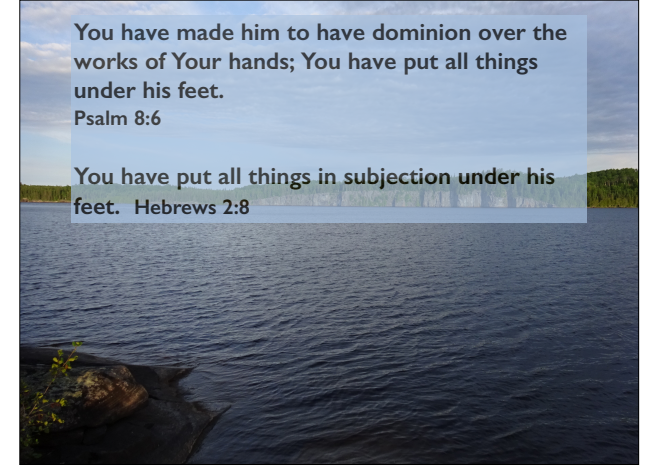 You have made him to have dominion over the
works of Your hands; You have put all things
under his feet.
Psalm 8:6
You have put all things in subjection under his
feet. Hebrews 2:8